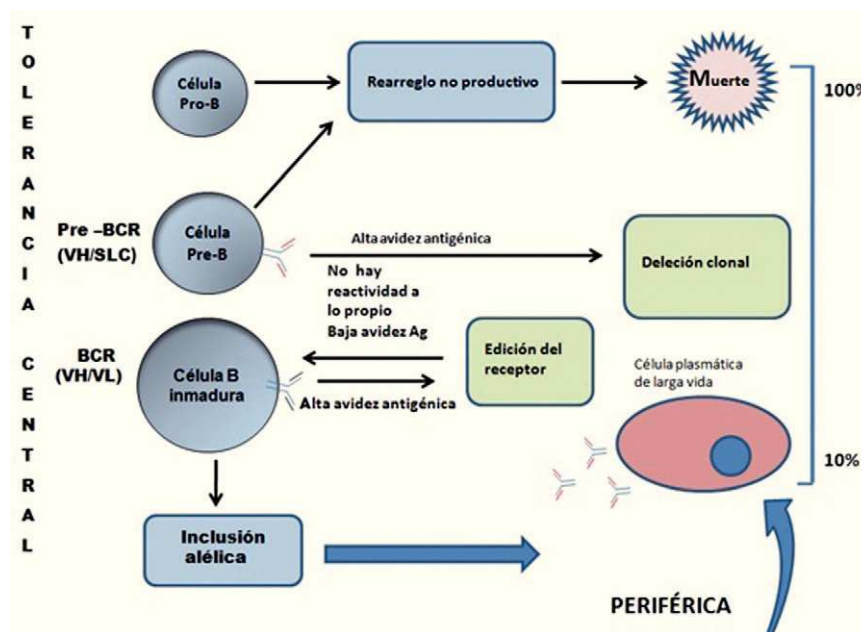 TOLERANCIA CENTRAL
Célula
Pro-B
Rearreglo no productivo
Muerte
100%
Pre –BCR
(VH/SLC)
Célula
Pre-B
Alta avidez antigénica
Deleción clonal
No hay
reactividad a
lo propio
Baja avidez Ag
BCR
(VH/VL)
Célula B
inmadura
Edición del
receptor
Alta avidez antigénica
Célula plasmática
de larga vida
10%
Inclusión
alélica
PERIFÉRICA